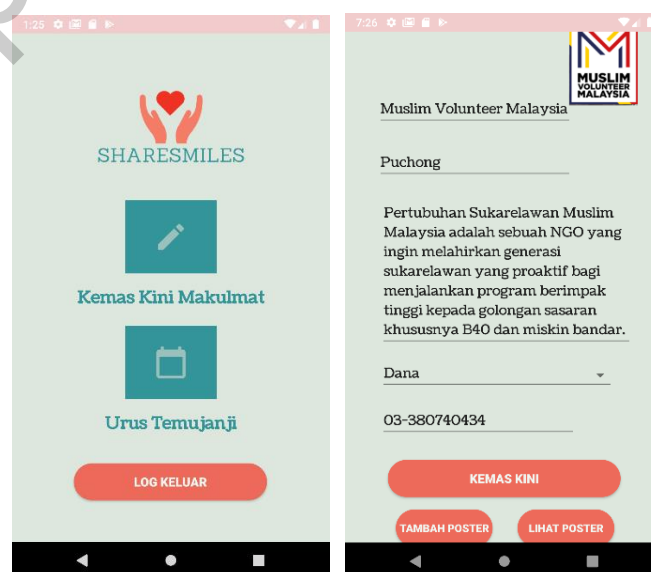 1:25
SHARESMILES
Kemas Kini Makulmat
Urus Temujanji
LOG KELUAR
7:26
MUSLIM
VOLUNTEER
MALAYSIA
Muslim Volunteer Malaysia
Puchong
Pertubuhan Sukarelawan Muslim
Malaysia adalah sebuah NGO yang
ingin melahirkan generasi
sukarelawan yang proaktif bagi
menjalankan program berimpak
tinggi kepada golongan sasaran
khususnya B40 dan miskin bandar.
Dana
03-380740434
KEMAS KINI
TAMBAH POSTER
LIHAT POSTER